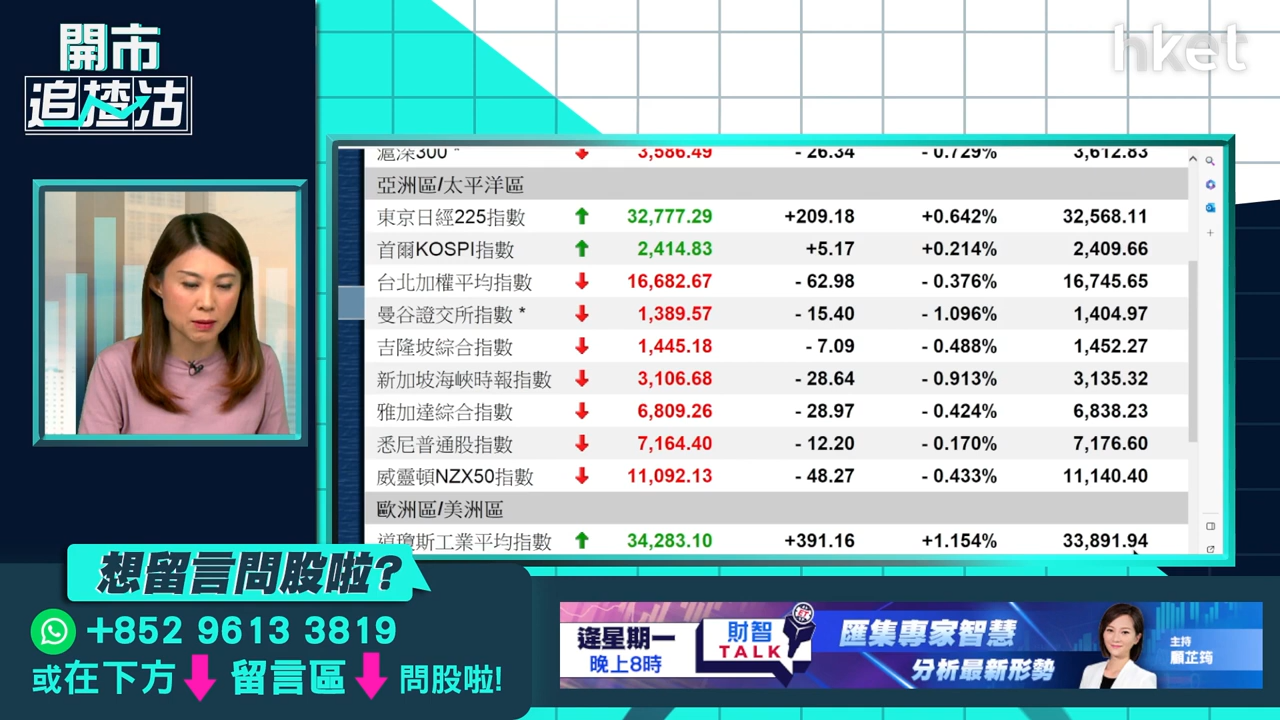 開市
追揸沽
hket
滬深300 * 3,586.49 - 26.34 - 0.729% 3,612.83
亞洲區/太平洋區
東京日經225指數 32,777.29 +209.18 +0.642% 32,568.11
首爾KOSPI指數 2,414.83 +5.17 +0.214% 2,409.66
台北加權平均指數 16,682.67 - 62.98 - 0.376% 16,745.65
曼谷證交所指數 * 1,389.57 - 15.40 - 1.096% 1,404.97
吉隆坡綜合指數 1,445.18 - 7.09 - 0.488% 1,452.27
新加坡海峽時報指數 3,106.68 - 28.64 - 0.913% 3,135.32
雅加達綜合指數 6,809.26 - 28.97 - 0.424% 6,838.23
悉尼普通股指數 7,164.40 - 12.20 - 0.170% 7,176.60
威靈頓NZX50指數 11,092.13 - 48.27 - 0.433% 11,140.40
歐洲區/美洲區
道瓊斯工業平均指數 34,283.10 +391.16 +1.154% 33,891.94
想留言問股啦?
+852 9613 3819
或在下方 留言區 問股啦!
逢星期一
晚上8時
財智
TALK
匯集專家智慧
分析最新形勢
主持
顧芷筠